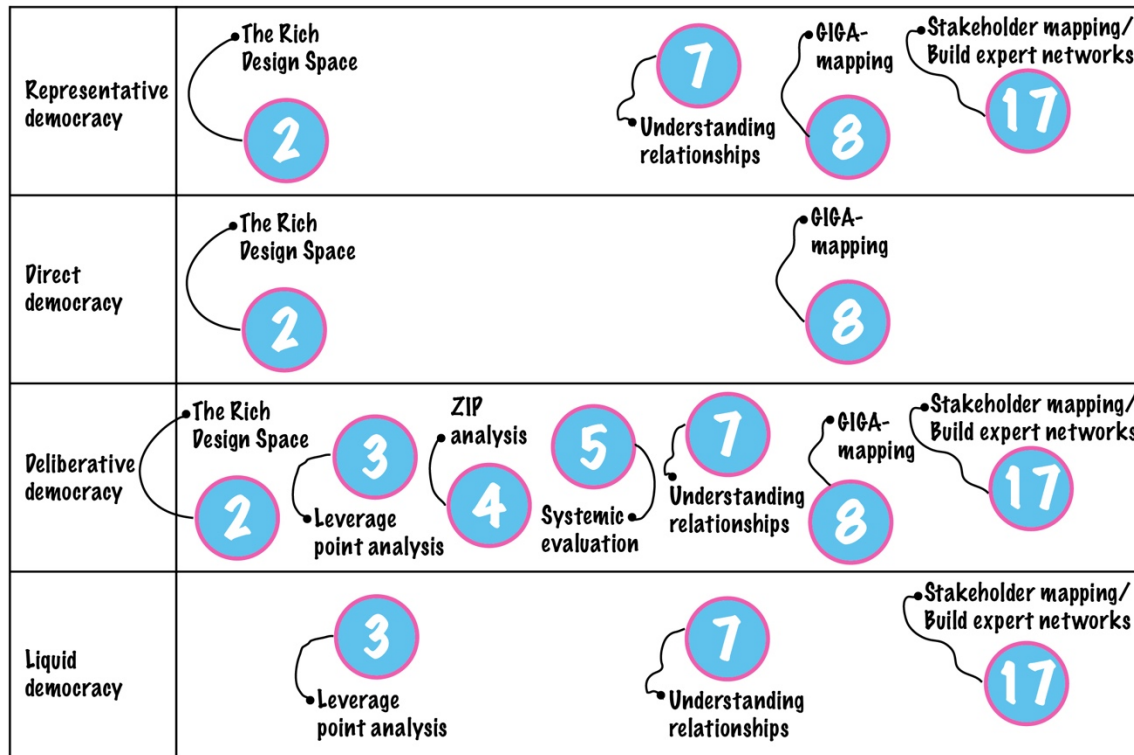 Representative
democracy
The Rich
Design Space
2
7
Understanding
relationships
GIGA-
mapping
8
Stakeholder mapping/
Build expert networks
17
Direct
democracy
The Rich
Design Space
2
GIGA-
mapping
8
Deliberative
democracy
The Rich
Design Space
2
3
Leverage
point analysis
ZIP
analysis
4
5
Systemic
evaluation
7
Understanding
relationships
GIGA-
mapping
8
Stakeholder mapping/
Build expert networks
17
Liquid
democracy
3
Leverage
point analysis
7
Understanding
relationships
Stakeholder mapping/
Build expert networks
17